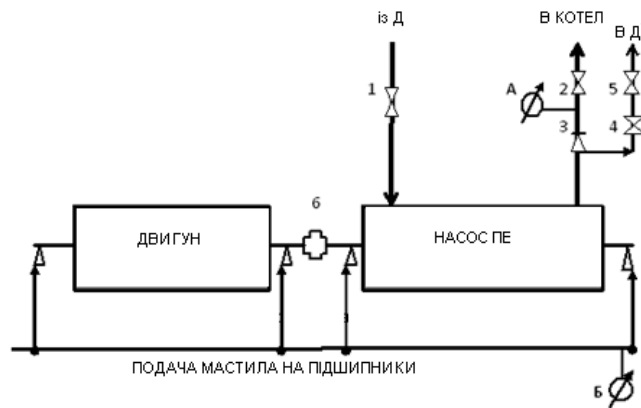 із Д
В КОТЕЛ
В Д
1
А
2
5
3
4
6
ДВИГУН
НАСОС ПЕ
ПОДАЧА МАСТИЛА НА ПІДШИПНИКИ
Б